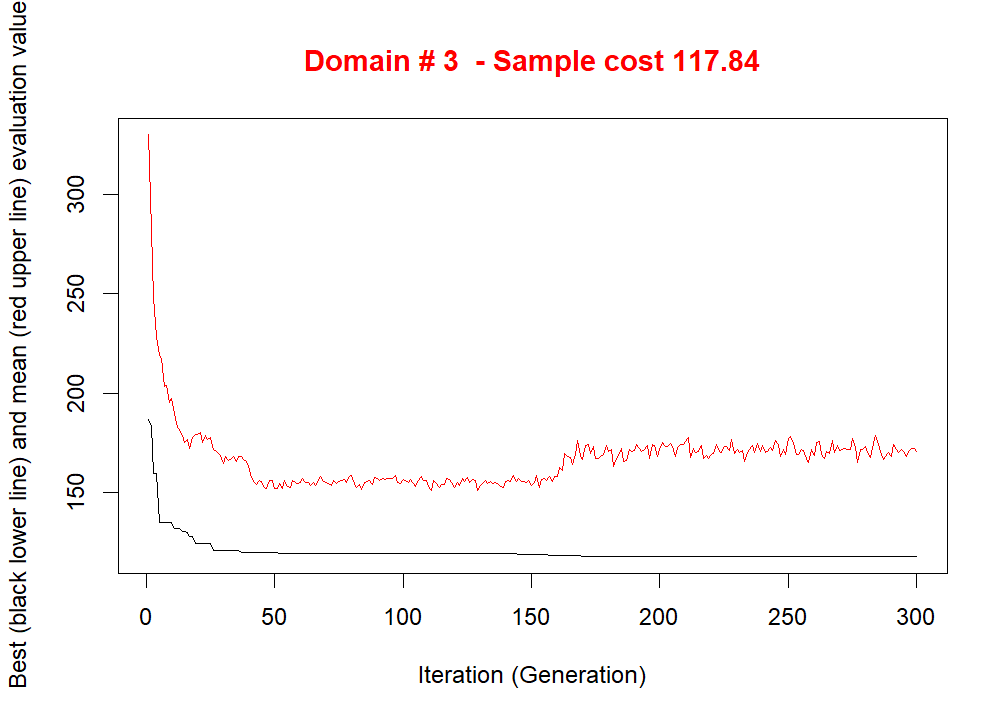 Domain # 3  - Sample cost 117.84
Best (black lower line) and mean (red upper line) evaluation value
300
250
200
150
0 50 100 150 200 250 300
Iteration (Generation)